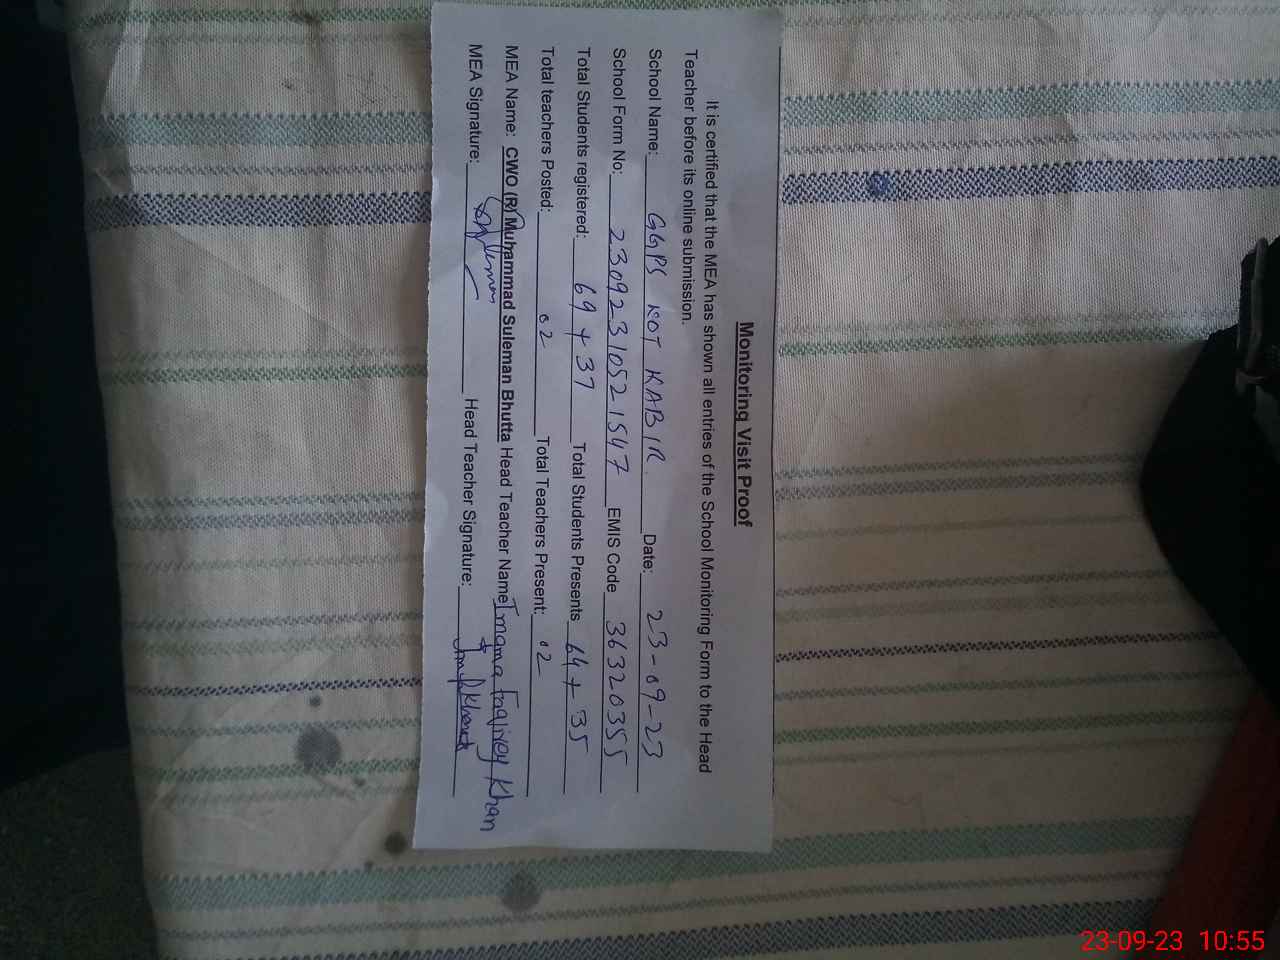 Monitoring Visit Proof
It is certified that the MEA has shown all entries of the School Monitoring Form to the Head
Teacher before its online submission.
School Name: GGPS KOT KABIR. Date: 23-09-23
School Form No: 23092310521547 EMIS Code 36320355
Total Students registered: 69 + 37 Total Students Presents 64 + 35
Total teachers Posted: 02 Total Teachers Present: 02
MEA Name: CWO (R) Muhammad Suleman Bhutta Head Teacher Name Imama Khan
MEA Signature: Head Teacher Signature:
23-09-23 10:55